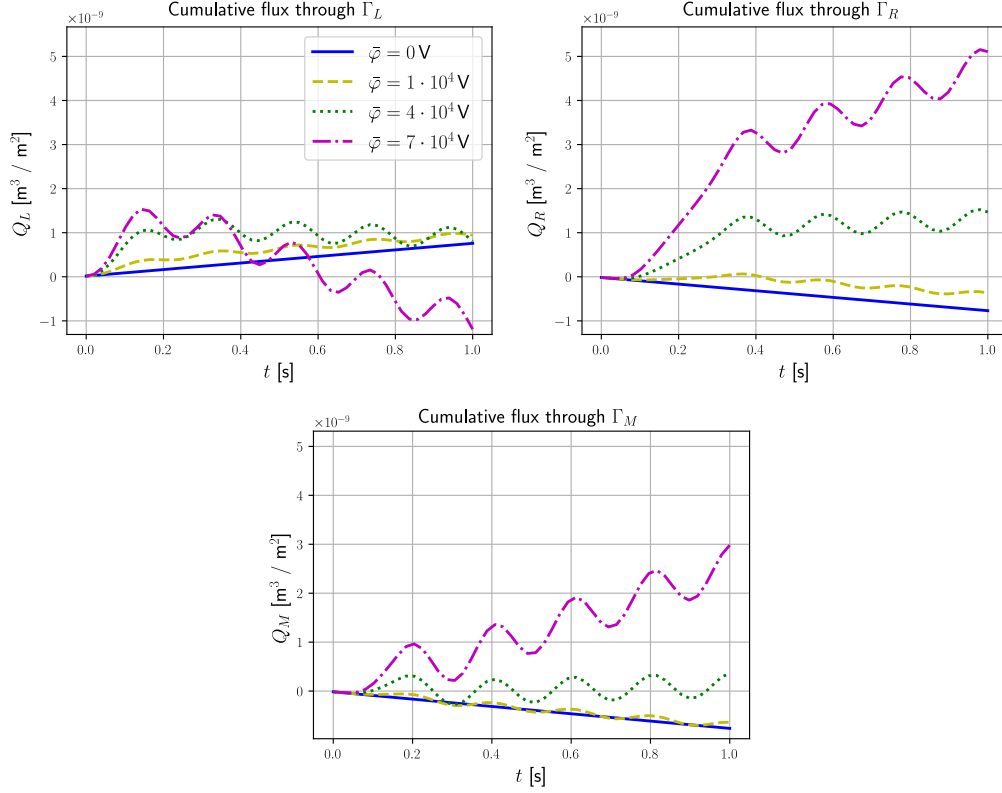 Cumulative flux through Γ_L
×10⁻⁹
5
4
3
2
1
0
−1
Q_L [m³ / m²]
0.0 0.2 0.4 0.6 0.8 1.0
t [s]
φ̄ = 0 V
φ̄ = 1 · 10⁴ V
φ̄ = 4 · 10⁴ V
φ̄ = 7 · 10⁴ V
Cumulative flux through Γ_R
×10⁻⁹
5
4
3
2
1
0
−1
Q_R [m³ / m²]
0.0 0.2 0.4 0.6 0.8 1.0
t [s]
Cumulative flux through Γ_M
×10⁻⁹
5
4
3
2
1
0
Q_M [m³ / m²]
0.0 0.2 0.4 0.6 0.8 1.0
t [s]